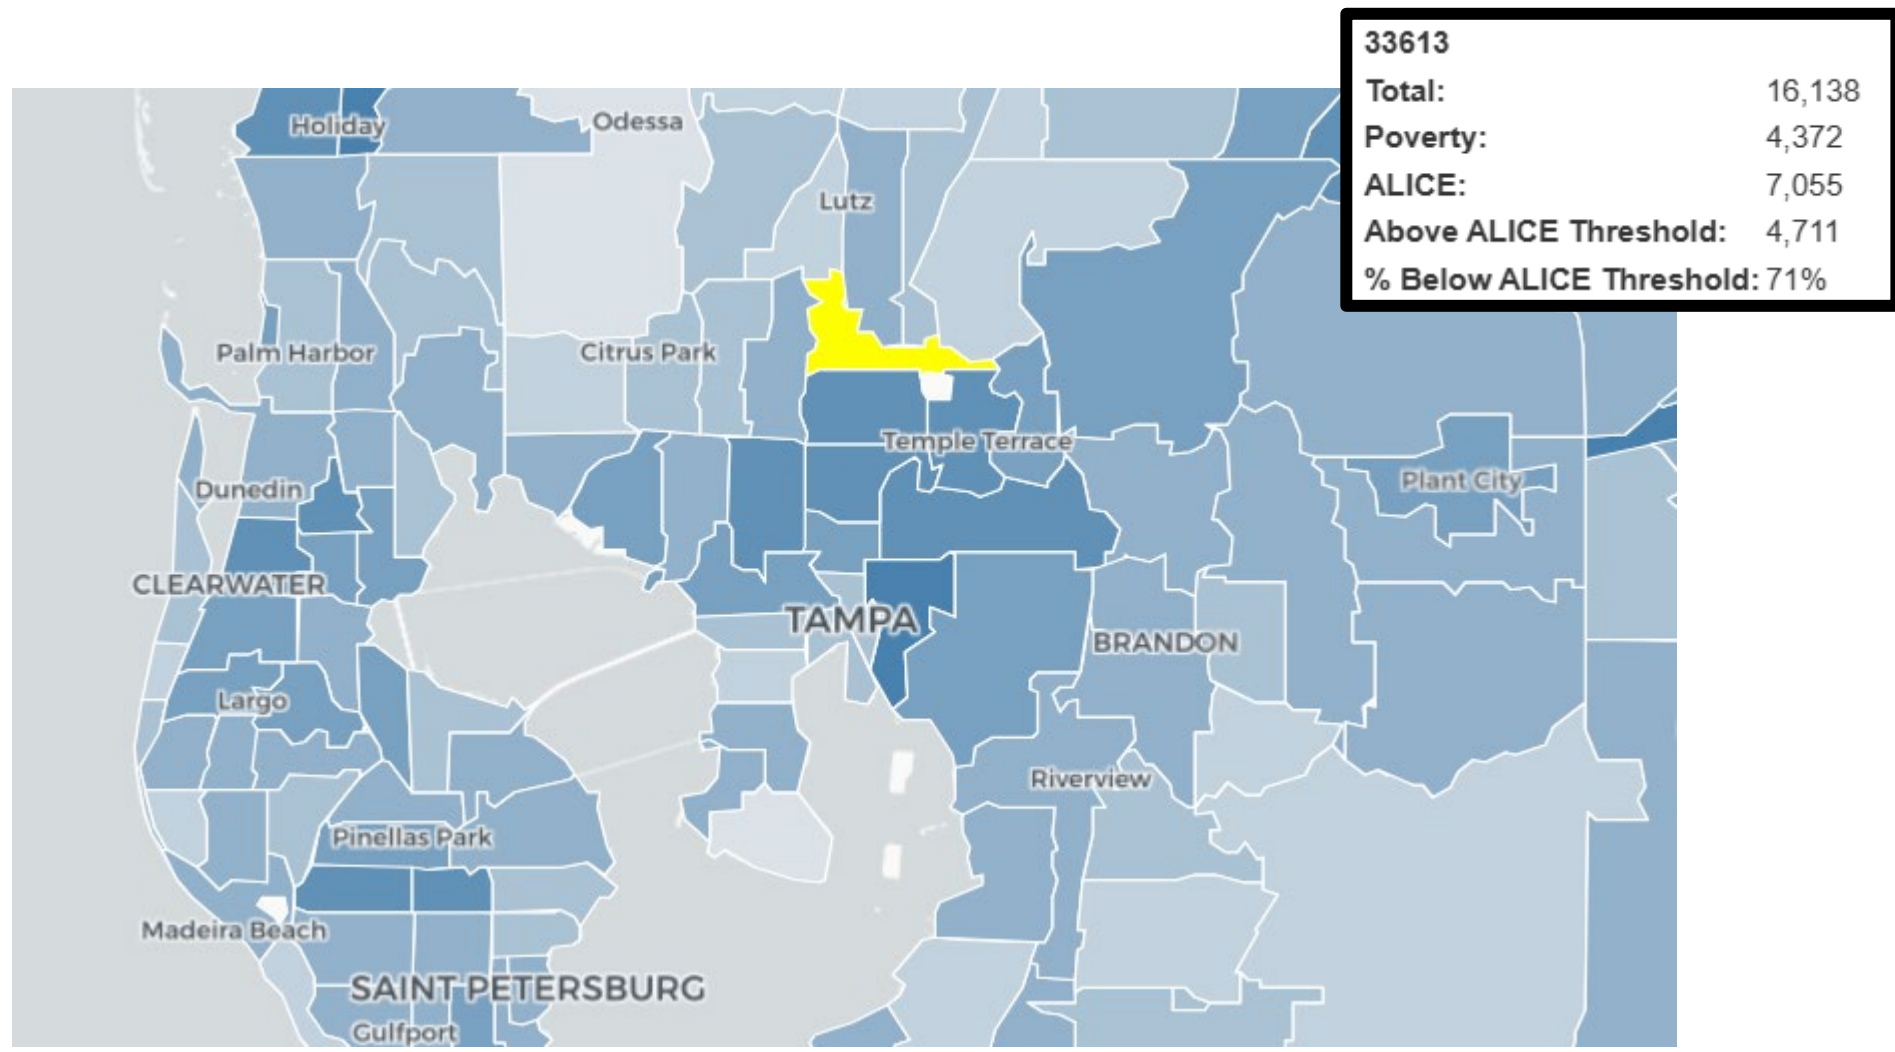 33613
Total: 16,138
Poverty: 4,372
ALICE: 7,055
Above ALICE Threshold: 4,711
% Below ALICE Threshold: 71%
Holiday
Odessa
Lutz
Palm Harbor
Citrus Park
Temple Terrace
Dunedin
Plant City
CLEARWATER
TAMPA
BRANDON
Largo
Riverview
Pinellas Park
Madeira Beach
SAINT PETERSBURG
Gulfport